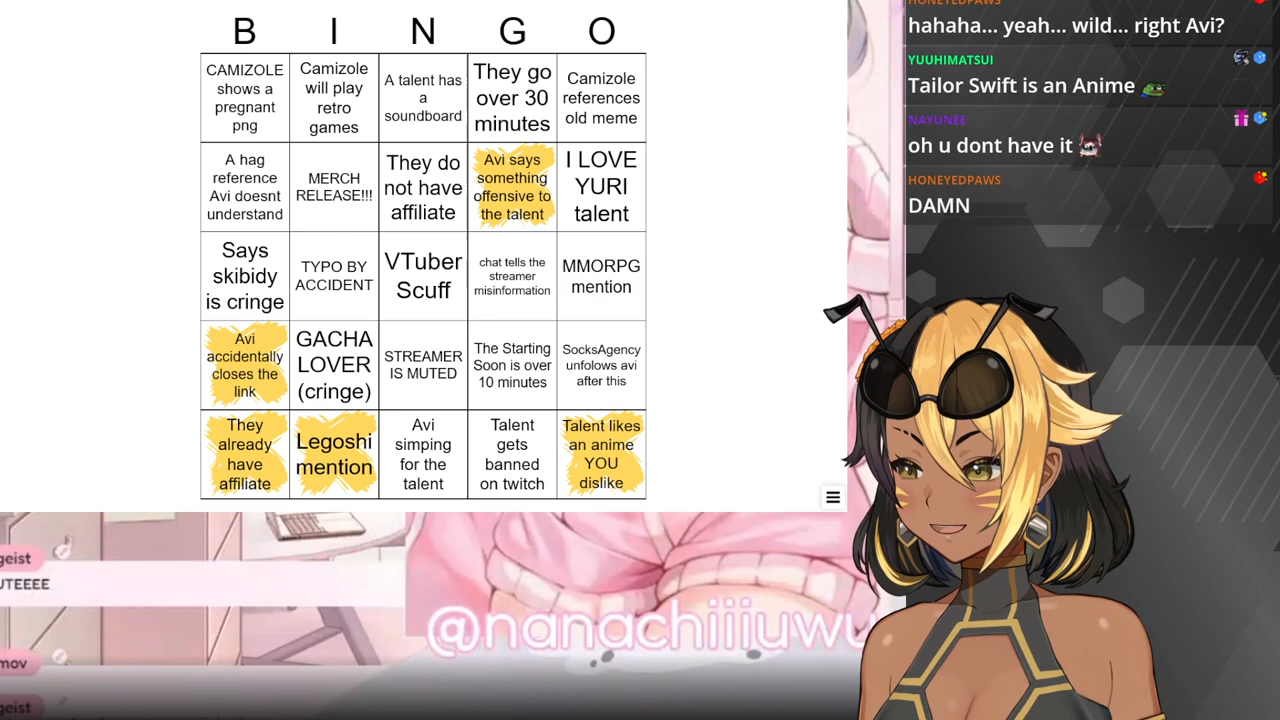 B I N G O
CAMIZOLE
shows a
pregnant
png
Camizole
will play
retro
games
A talent has
a
soundboard
They go
over 30
minutes
Camizole
references
old meme
A hag
reference
Avi doesnt
understand
MERCH
RELEASE!!!
They do
not have
affiliate
Avi says
something
offensive to
the talent
I LOVE
YURI
talent
Says
skibidy
is cringe
TYPO BY
ACCIDENT
VTuber
Scuff
chat tells the
streamer
misinformation
MMORPG
mention
Avi
accidentally
closes the
link
GACHA
LOVER
(cringe)
STREAMER
IS MUTED
The Starting
Soon is over
10 minutes
SocksAgency
unfolows avi
after this
They
already
have
affiliate
Legoshi
mention
Avi
simping
for the
talent
Talent
gets
banned
on twitch
Talent likes
an anime
YOU
dislike
HONEYEDPAWS
hahaha... yeah... wild... right Avi?
YUUHIMATSUI
Tailor Swift is an Anime
NAYUNEE
oh u dont have it
HONEYEDPAWS
DAMN
geist
UTEEEE
@nanachiiiuwu
mov
geist